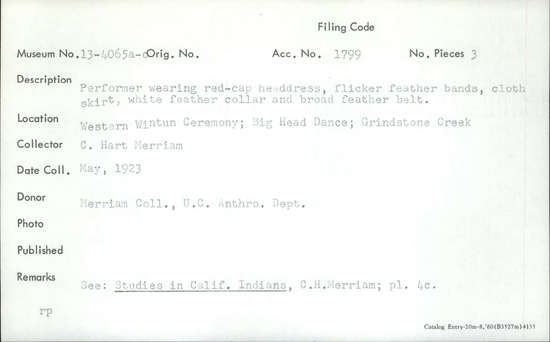 Filing Code
Museum No. 13-4065a-c Orig. No. Acc. No. 1799 No. Pieces 3
Description Performer wearing red-cap headdress, flicker feather bands, cloth
skirt, white feather collar and broad feather belt.
Location Western Wintun Ceremony; Big Head Dance; Grindstone Creek
Collector C. Hart Merriam
Date Coll. May, 1923
Donor Merriam Coll., U.C. Anthro. Dept.
Photo
Published
Remarks See: Studies in Calif. Indians, C.H.Merriam; pl. 4c.
rp
Catalog Entry-20m-8,'60(B3927m)4133